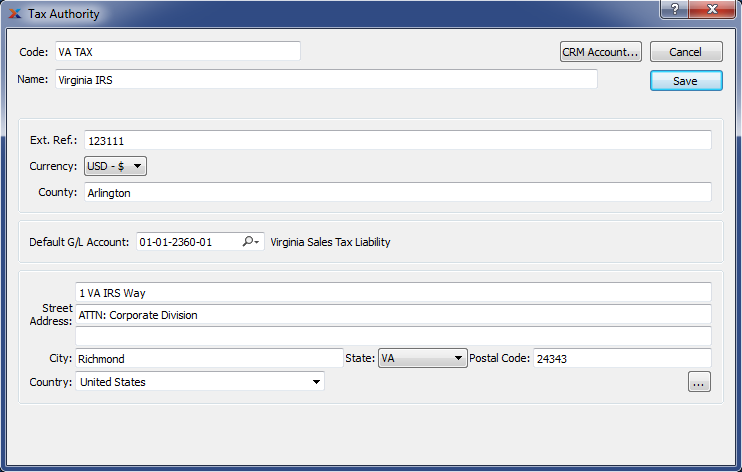 Tax Authority
Code: VA TAX CRM Account... Cancel
Name: Virginia IRS Save
Ext. Ref.: 123111
Currency: USD - $
County: Arlington
Default G/L Account: 01-01-2360-01 Virginia Sales Tax Liability
1 VA IRS Way
Street Address: ATTN: Corporate Division
City: Richmond State: VA Postal Code: 24343
Country: United States ...